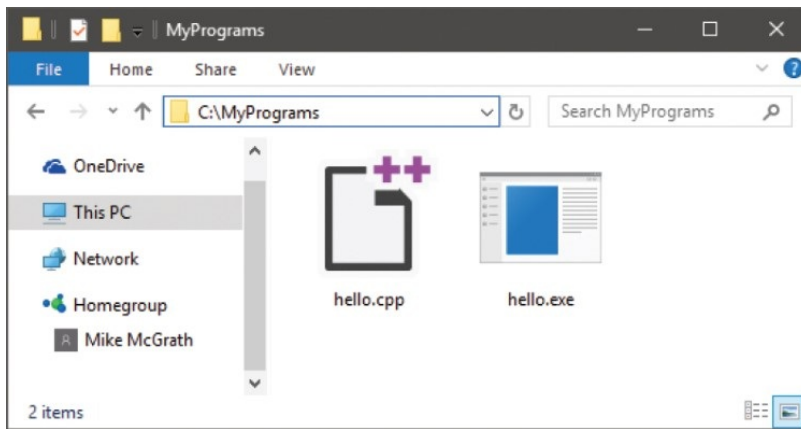 MyPrograms
File Home Share View
C:\MyPrograms
Search MyPrograms
OneDrive
This PC
Network
Homegroup
Mike McGrath
hello.cpp
hello.exe
2 items